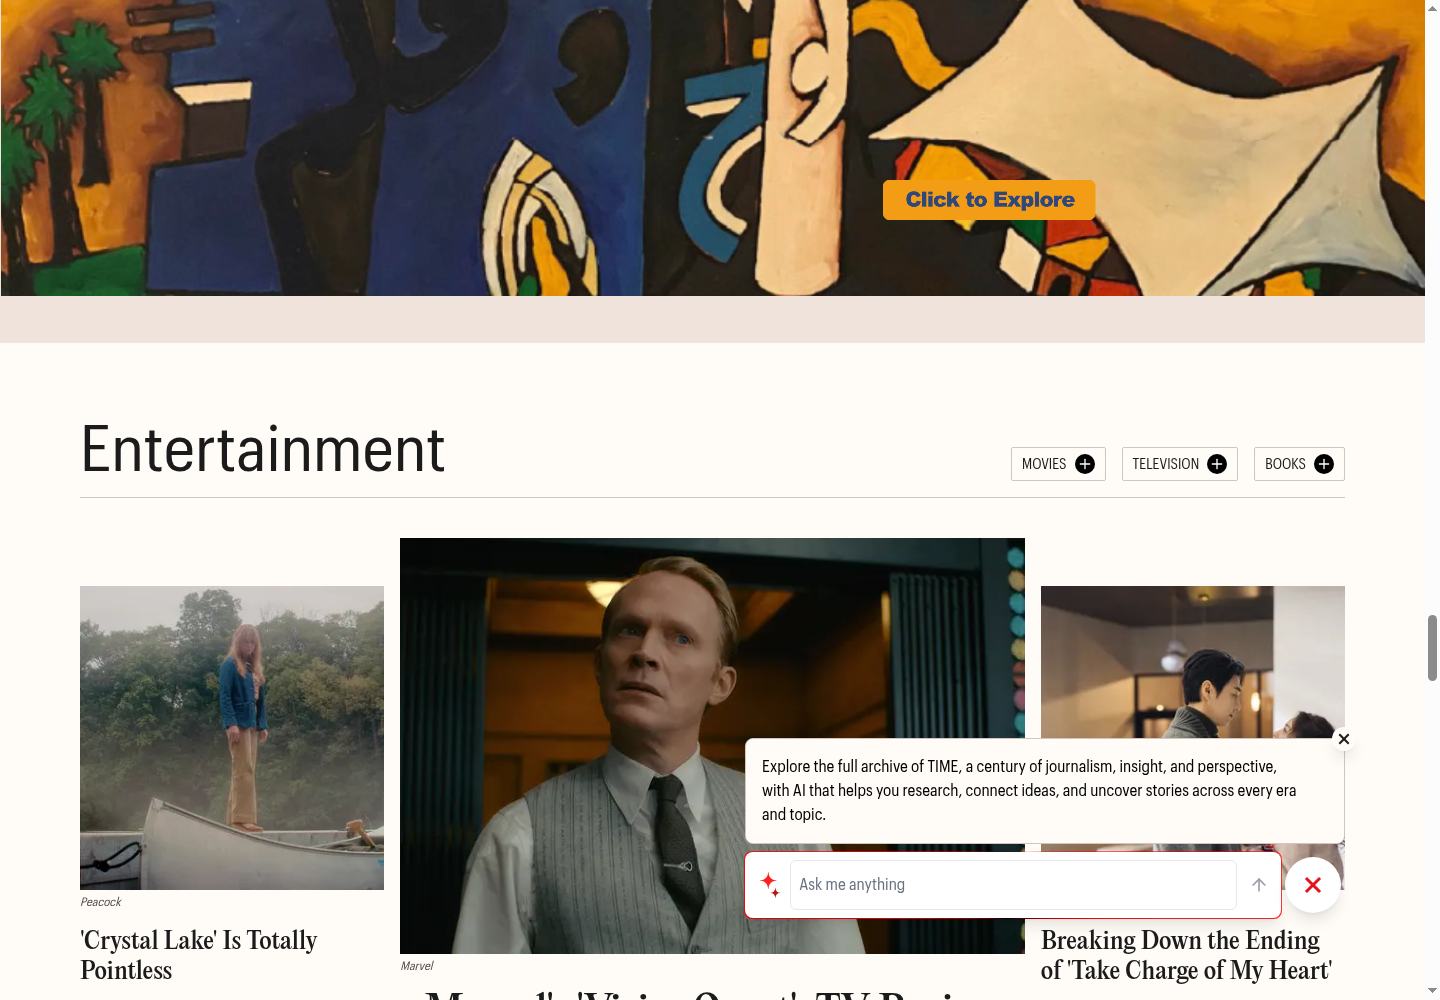 Click to Explore
Entertainment
MOVIES
TELEVISION
BOOKS
Explore the full archive of TIME, a century of journalism, insight, and perspective,
with AI that helps you research, connect ideas, and uncover stories across every era
and topic.
Ask me anything
Peacock
'Crystal Lake' Is Totally
Pointless
Marvel
Breaking Down the Ending
of 'Take Charge of My Heart'